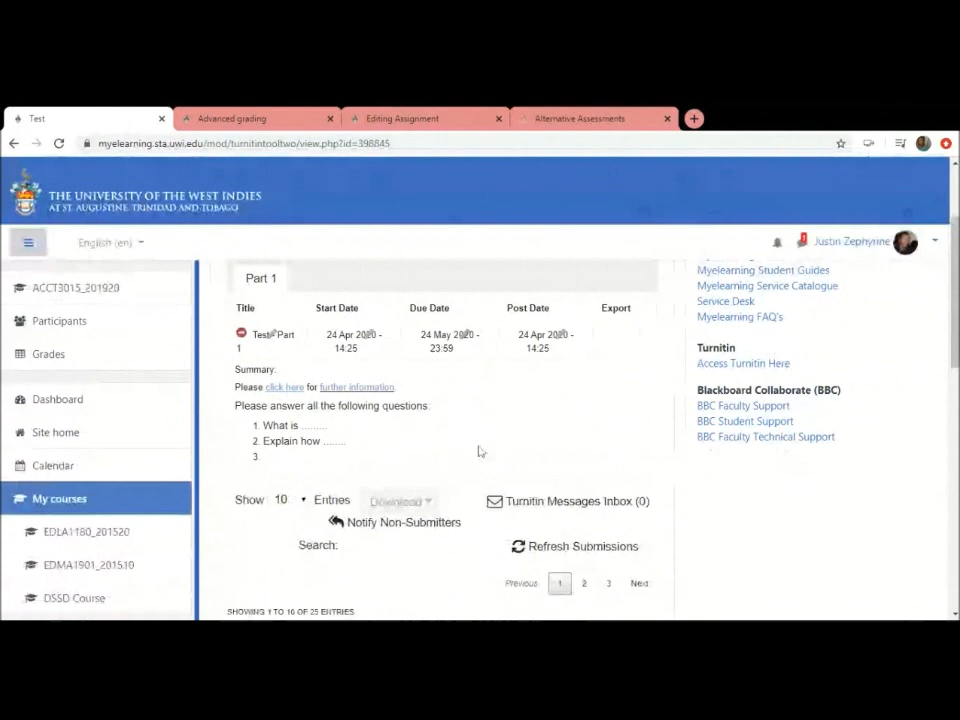 Test
Advanced grading
Editing Assignment
Alternative Assessments
myelearning.sta.uwi.edu/mod/turnitintooltwo/view.php?id=398845
THE UNIVERSITY OF THE WEST INDIES
AT ST. AUGUSTINE, TRINIDAD AND TOBAGO
English (en)
Justin Zephyrine
ACCT3015_201920
Participants
Grades
Dashboard
Site home
Calendar
My courses
EDLA1180_201520
EDMA1901_201510
DSSD Course
Part 1
Title Start Date Due Date Post Date Export
Test Part 24 Apr 2020 - 24 May 2020 - 24 Apr 2020 -
1 14:25 23:59 14:25
Summary:
Please click here for further information.
Please answer all the following questions:
1. What is .........
2. Explain how ........
3.
Show 10 Entries Download Turnitin Messages Inbox (0)
Notify Non-Submitters
Search: Refresh Submissions
Previous 1 2 3 Next
SHOWING 1 TO 10 OF 25 ENTRIES
Myelearning Student Guides
Myelearning Service Catalogue
Service Desk
Myelearning FAQ's
Turnitin
Access Turnitin Here
Blackboard Collaborate (BBC)
BBC Faculty Support
BBC Student Support
BBC Faculty Technical Support